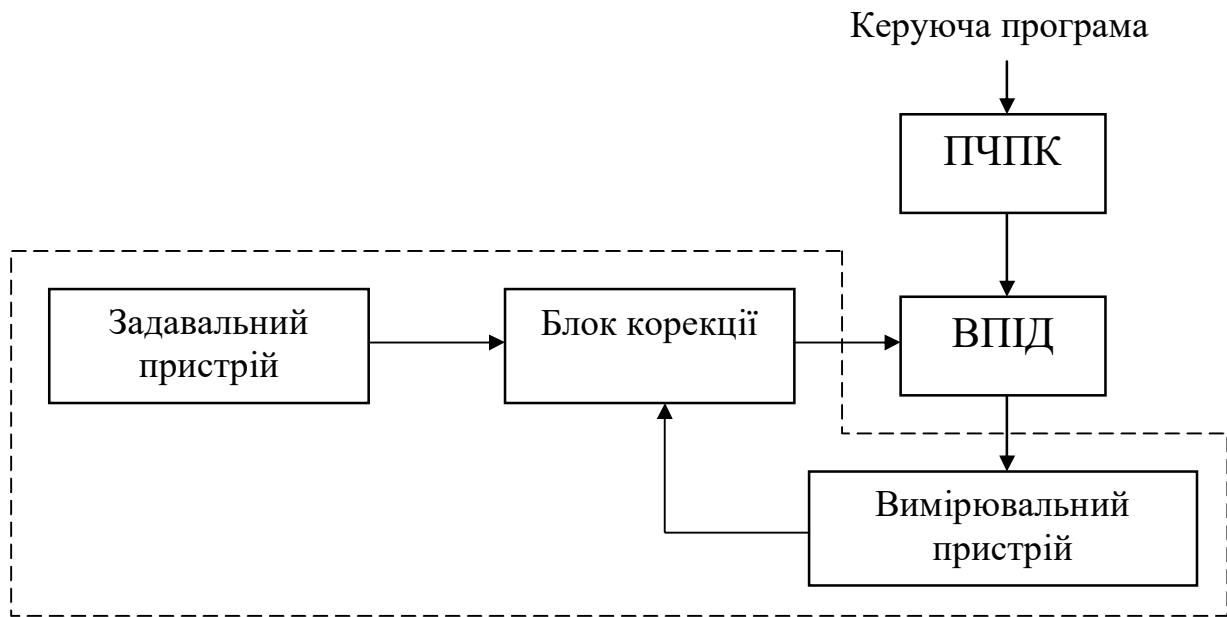 Керуюча програма
ПЧПК
Задавальний
пристрій
Блок корекції
ВПІД
Вимірювальний
пристрій